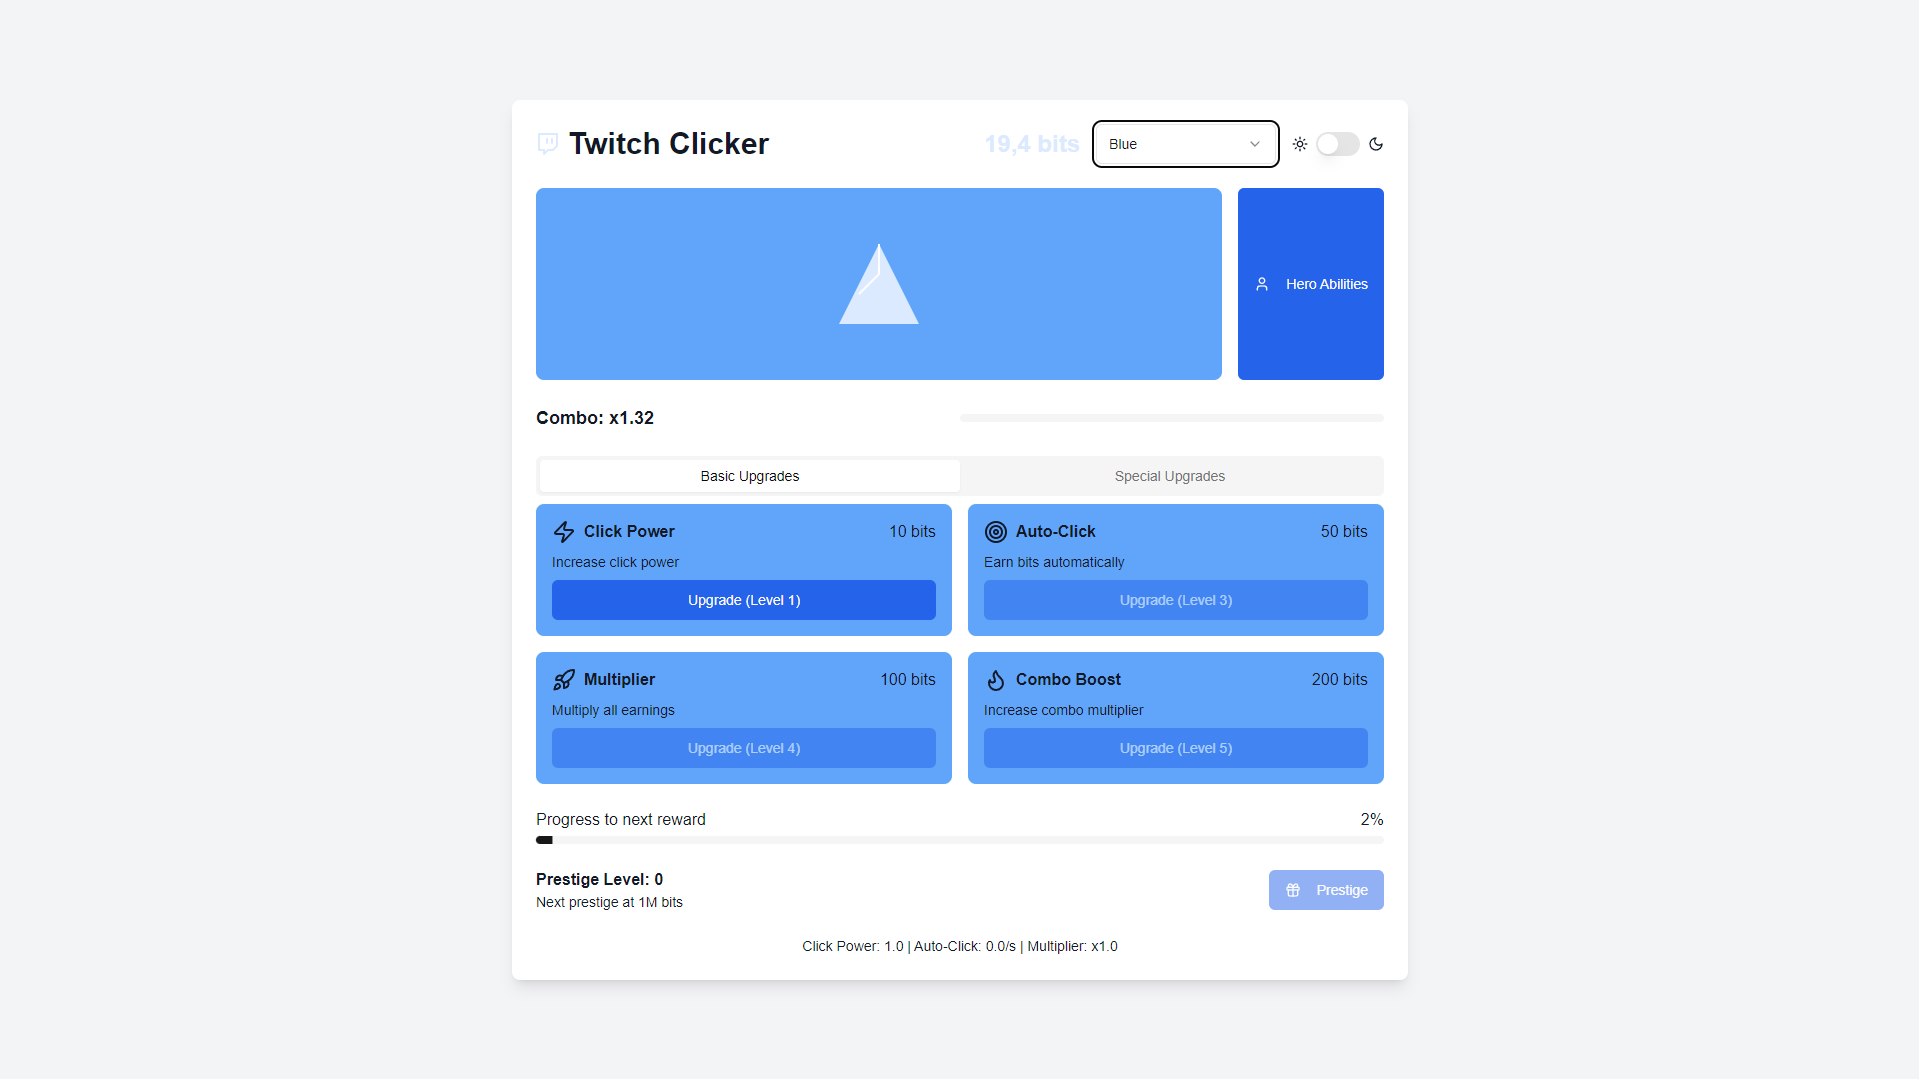 Twitch Clicker
19,4 bits
Blue
Hero Abilities
Combo: x1.32
Basic Upgrades
Special Upgrades
Click Power
10 bits
Increase click power
Upgrade (Level 1)
Auto-Click
50 bits
Earn bits automatically
Upgrade (Level 3)
Multiplier
100 bits
Multiply all earnings
Upgrade (Level 4)
Combo Boost
200 bits
Increase combo multiplier
Upgrade (Level 5)
Progress to next reward
2%
Prestige Level: 0
Next prestige at 1M bits
Prestige
Click Power: 1.0 | Auto-Click: 0.0/s | Multiplier: x1.0